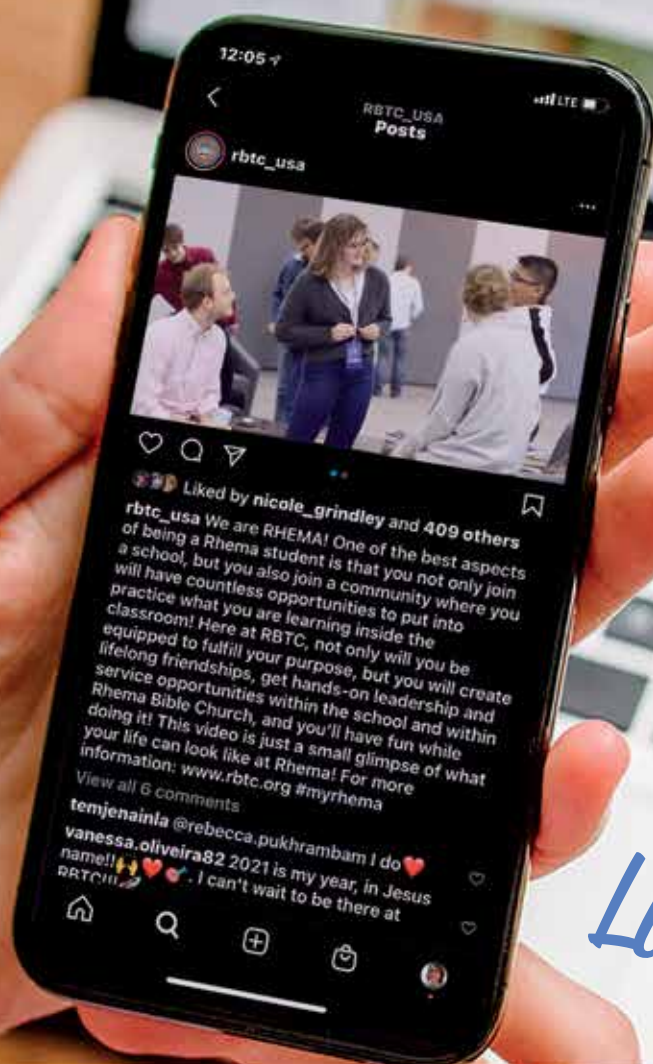 12:05
LTE
RBTC_USA
Posts
rbtc_usa
Liked by nicole_grindley and 409 others
rbtc_usa We are RHEMA! One of the best aspects
of being a Rhema student is that you not only join
a school, but you also join a community where you
will have countless opportunities to put into
practice what you are learning inside the
classroom! Here at RBTC, not only will you be
equipped to fulfill your purpose, but you will create
lifelong friendships, get hands-on leadership and
service opportunities within the school and within
Rhema Bible Church, and you'll have fun while
doing it! This video is just a small glimpse of what
your life can look like at Rhema! For more
information: www.rbtc.org #myrhema
View all 6 comments
temjenainla @rebecca.pukhrambam I do❤️
vanessa.oliveira82 2021 is my year, in Jesus
name!!🙌❤️🎯. I can't wait to be there at